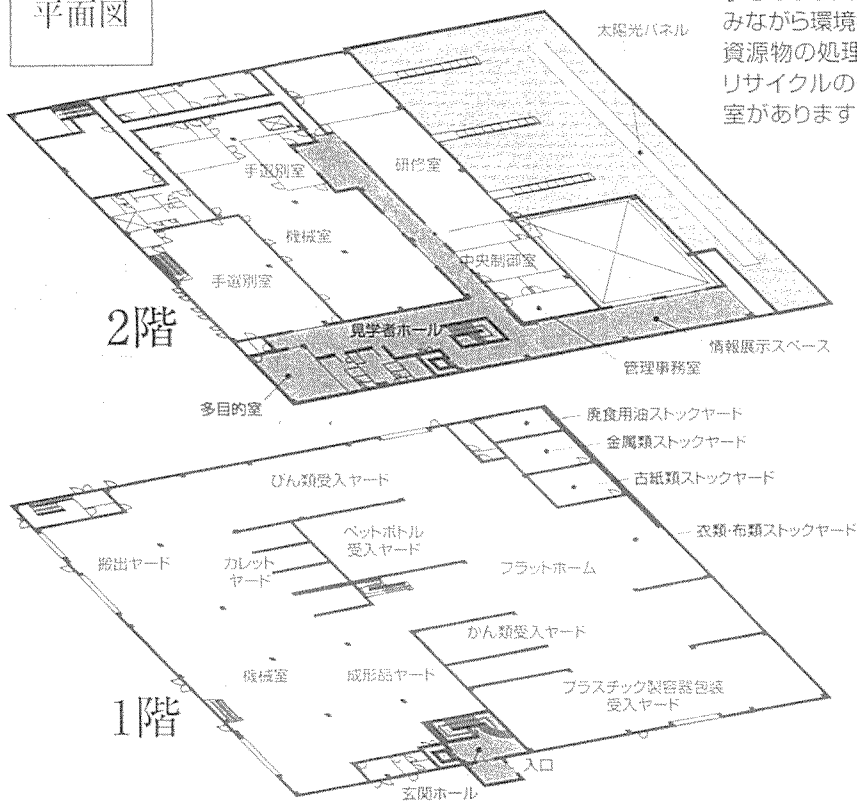 平面図
みながら環境
資源物の処理
リサイクルの
室があります
太陽光パネル
手選別室
研修室
機械室
中央制御室
手選別室
2階
見学者ホール
情報展示スペース
管理事務室
多目的室
廃食用油ストックヤード
金属類ストックヤード
古紙類ストックヤード
衣類・布類ストックヤード
びん類受入ヤード
ペットボトル
受入ヤード
搬出ヤード
カレット
ヤード
フラットホーム
かん類受入ヤード
機械室
成形品ヤード
プラスチック製容器包装
受入ヤード
1階
入口
玄関ホール